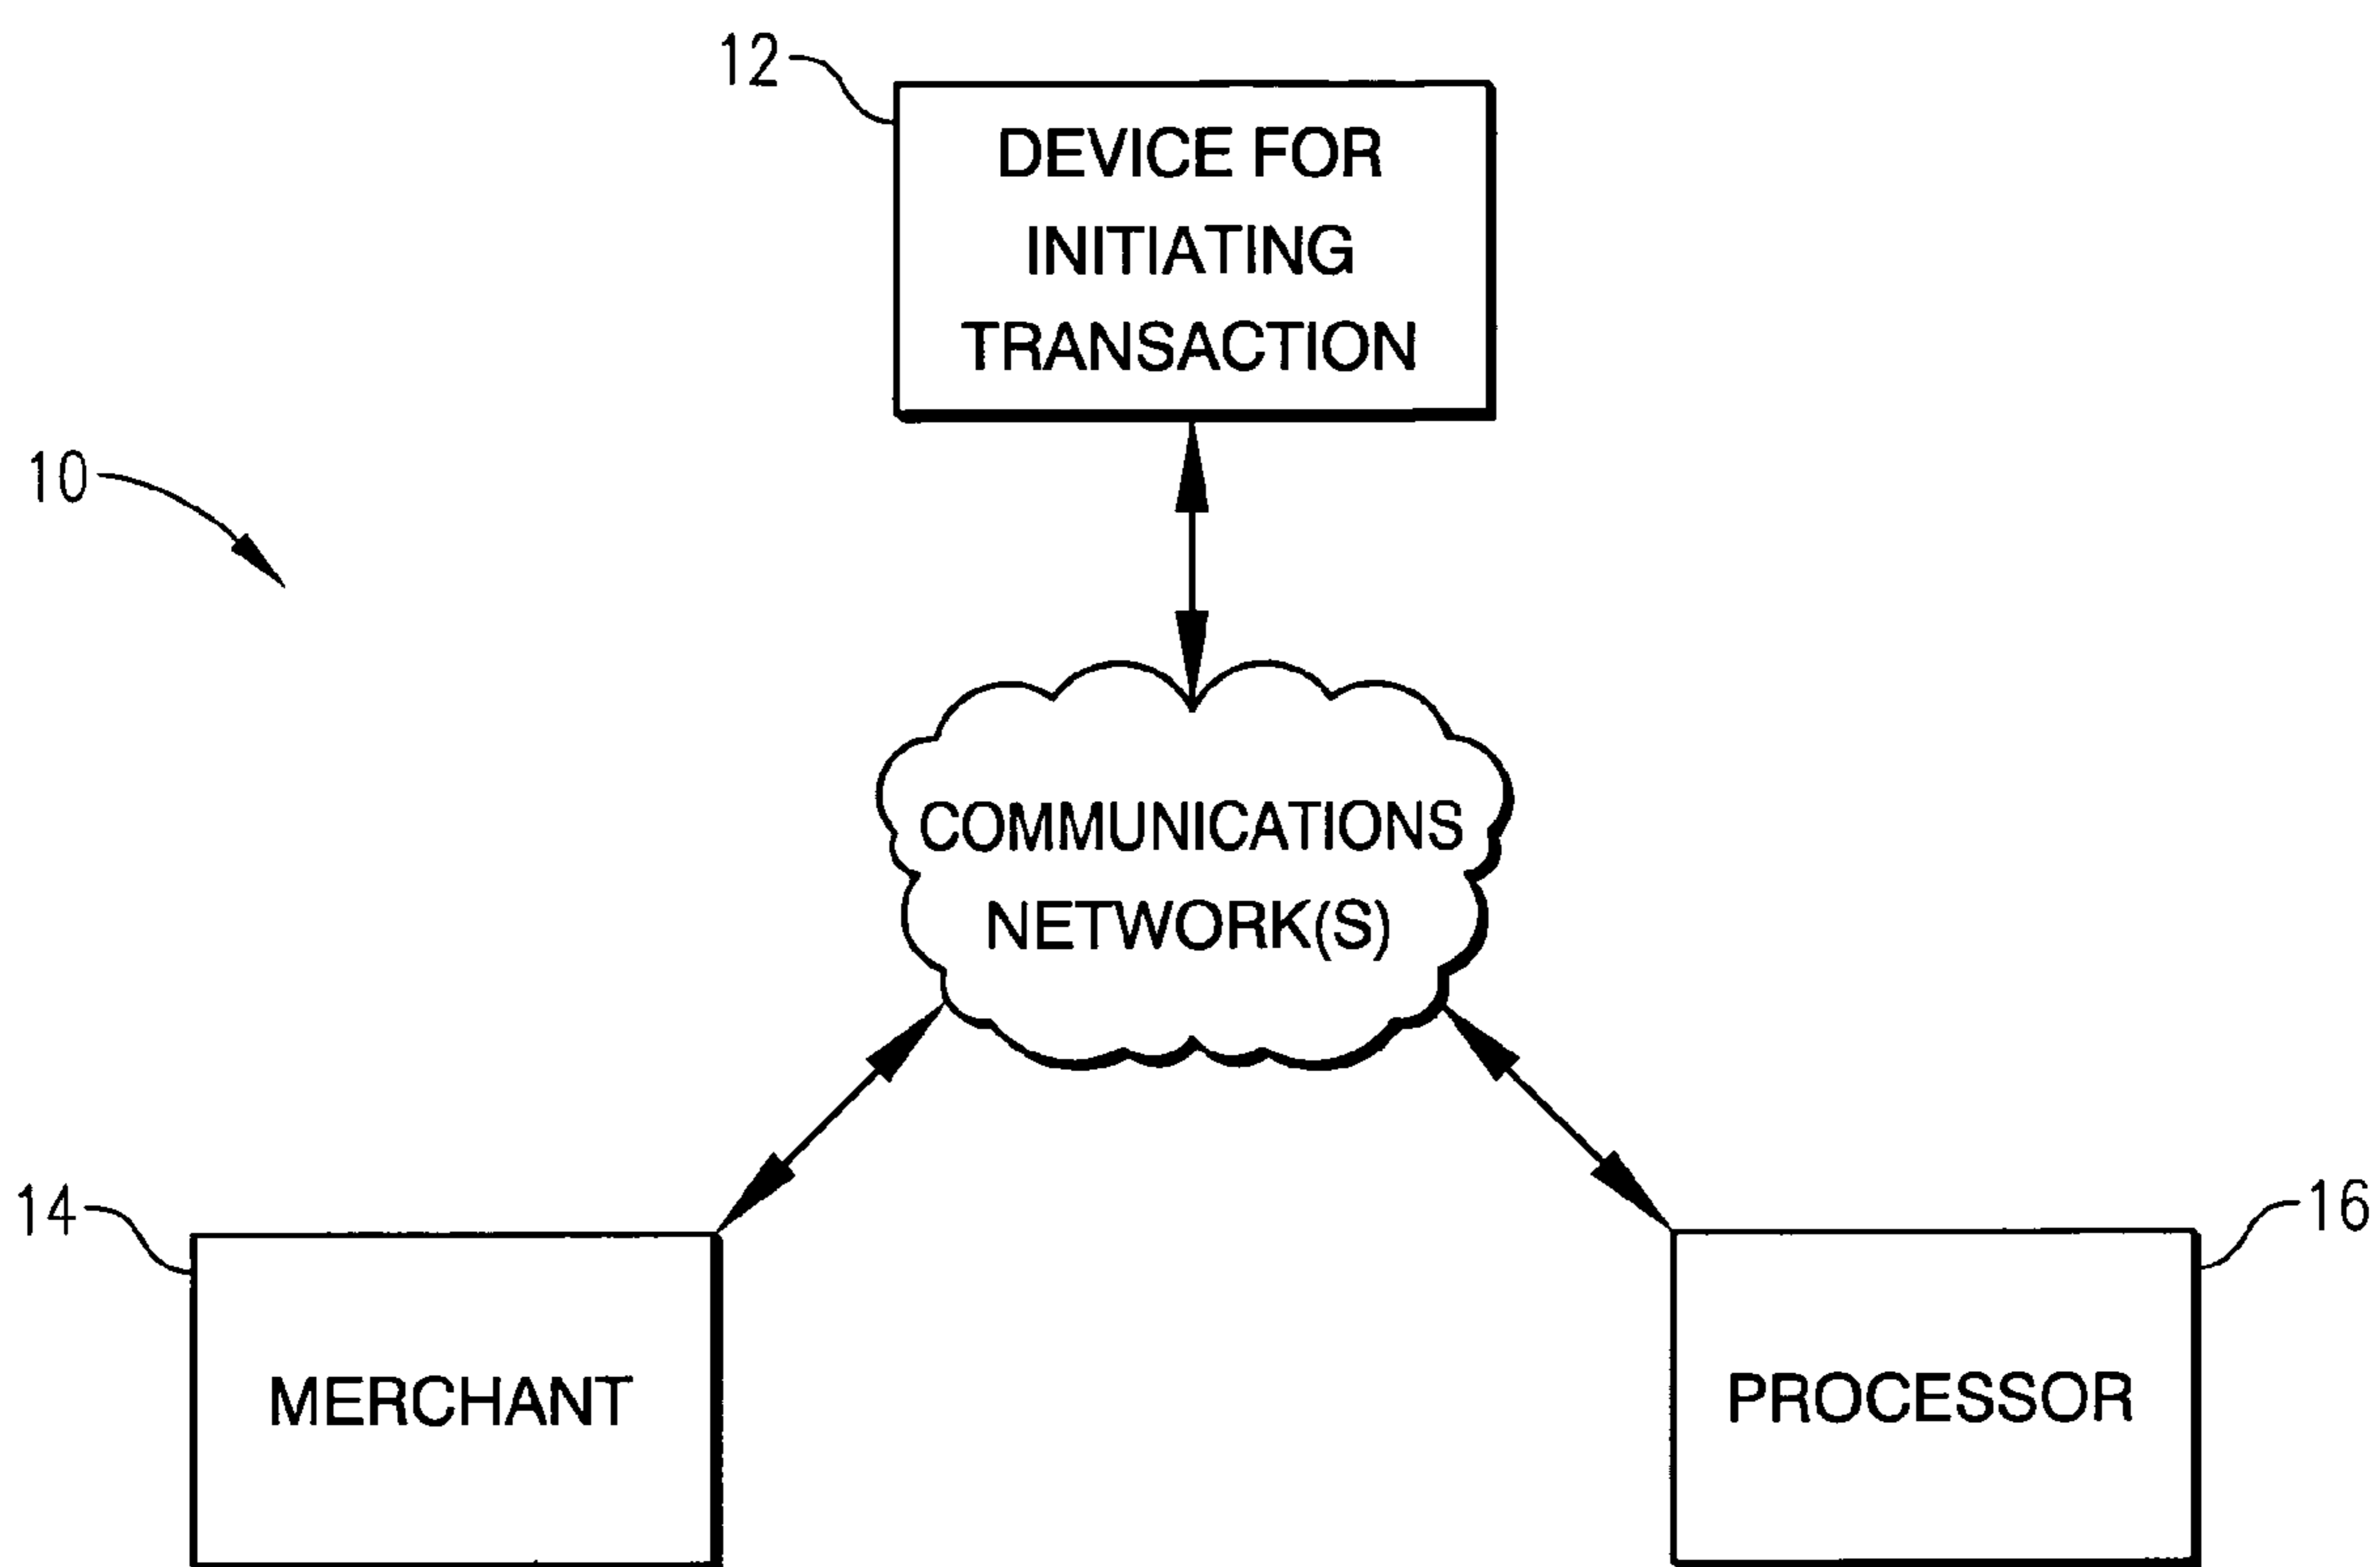 12
DEVICE FOR
INITIATING
TRANSACTION
10
COMMUNICATIONS
NETWORK(S)
14
16
MERCHANT
PROCESSOR